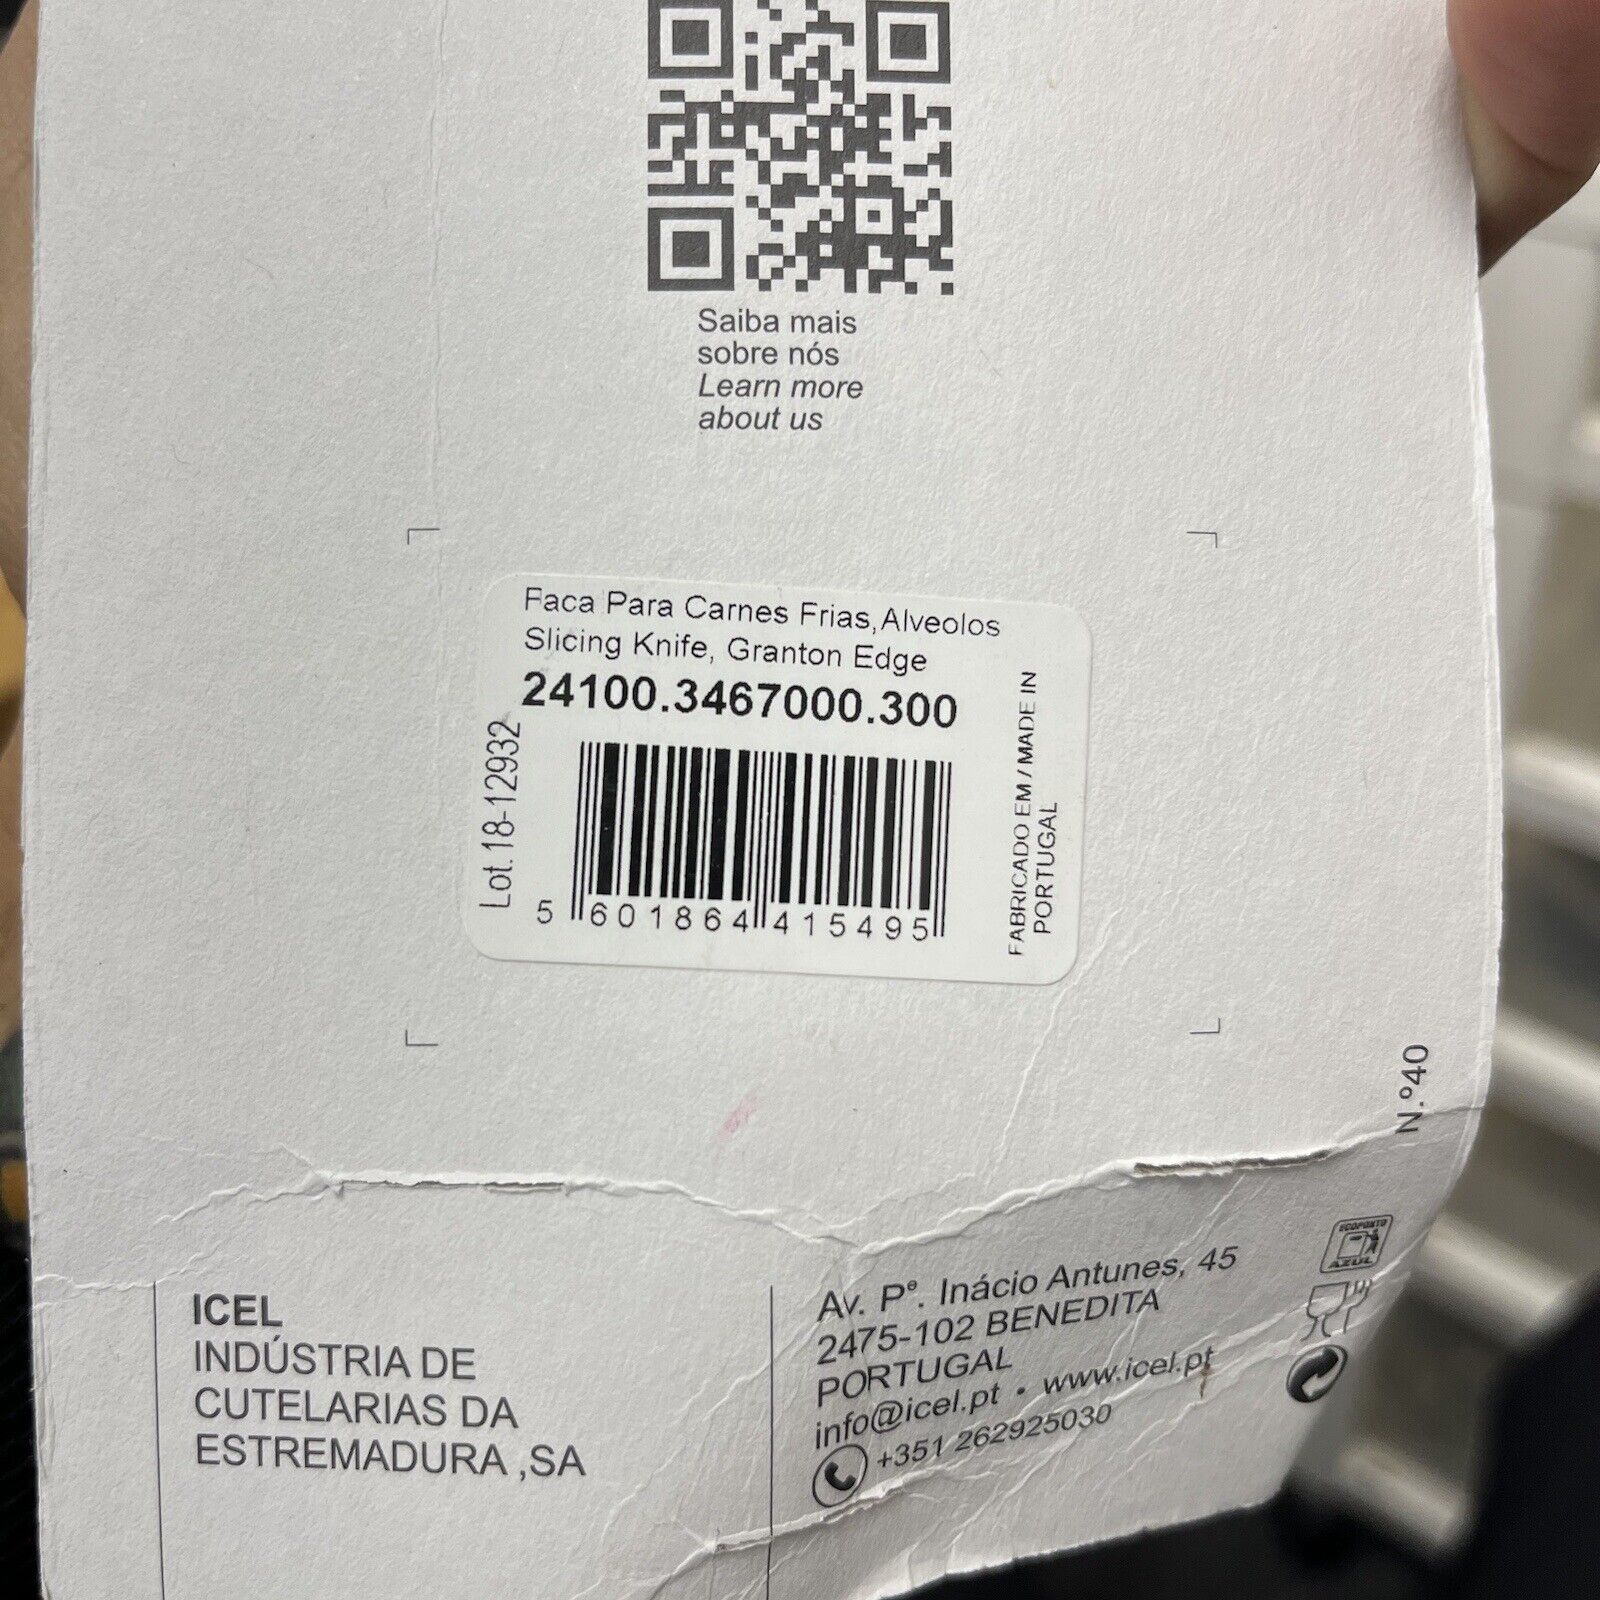 Saiba mais
sobre nós
Learn more
about us
Faca Para Carnes Frias,Alveolos
Slicing Knife, Granton Edge
24100.3467000.300
Lot.18-12932
5 601864 415495
FABRICADO EM / MADE IN
PORTUGAL
N.º40
ICEL
INDÚSTRIA DE
CUTELARIAS DA
ESTREMADURA ,SA
Av. Pᵉ. Inácio Antunes, 45
2475-102 BENEDITA
PORTUGAL
info@icel.pt • www.icel.pt
+351 262925030
ECOPONTO
AZUL